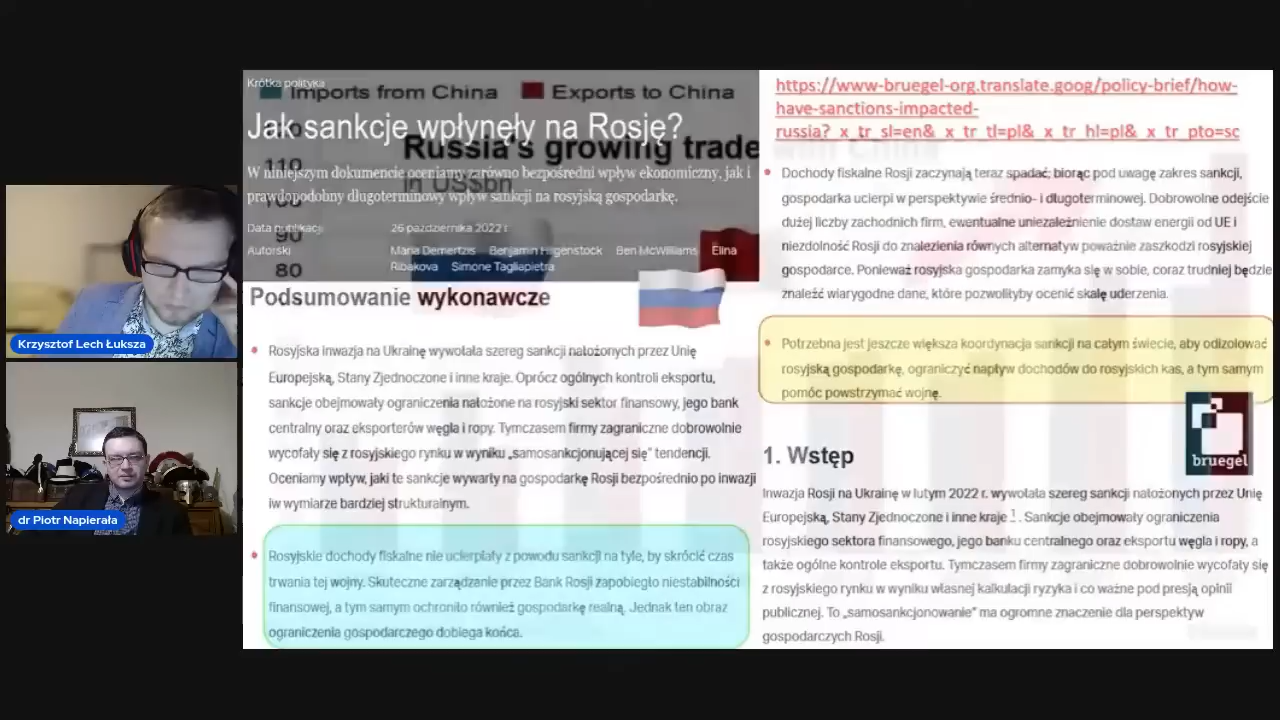 Krzysztof Lech Łuksza
dr Piotr Napierała
Krótka polityka
Imports from China
Exports to China
Jak sankcje wpłynęły na Rosję?
Russia's growing trade with China
in US$bn
110
100
90
80
W niniejszym dokumencie oceniamy zarówno bezpośredni wpływ ekonomiczny, jak i
prawdopodobny długoterminowy wpływ sankcji na rosyjską gospodarkę.
Data publikacji
26 października 2022 r
Autorski
Maria Demertzis Benjamin Hilgenstock Ben McWilliams Elina
Ribakova Simone Tagliapietra
Podsumowanie wykonawcze
Rosyjska inwazja na Ukrainę wywołała szereg sankcji nałożonych przez Unię
Europejską, Stany Zjednoczone i inne kraje. Oprócz ogólnych kontroli eksportu,
sankcje obejmowały ograniczenia nałożone na rosyjski sektor finansowy, jego bank
centralny oraz eksporterów węgla i ropy. Tymczasem firmy zagraniczne dobrowolnie
wycofały się z rosyjskiego rynku w wyniku „samosankcjonującej się” tendencji.
Oceniamy wpływ, jaki te sankcje wywarły na gospodarkę Rosji bezpośrednio po inwazji
i w wymiarze bardziej strukturalnym.
Rosyjskie dochody fiskalne nie ucierpiały z powodu sankcji na tyle, by skrócić czas
trwania tej wojny. Skuteczne zarządzanie przez Bank Rosji zapobiegło niestabilności
finansowej, a tym samym ochroniło również gospodarkę realną. Jednak ten obraz
ograniczenia gospodarczego dobiega końca.
https://www-bruegel-org.translate.goog/policy-brief/how-
have-sanctions-impacted-
russia?_x_tr_sl=en&_x_tr_tl=pl&_x_tr_hl=pl&_x_tr_pto=sc
Dochody fiskalne Rosji zaczynają teraz spadać; biorąc pod uwagę zakres sankcji,
gospodarka ucierpi w perspektywie średnio- i długoterminowej. Dobrowolne odejście
dużej liczby zachodnich firm, ewentualne uniezależnienie dostaw energii od UE i
niezdolność Rosji do znalezienia równych alternatyw poważnie zaszkodzi rosyjskiej
gospodarce. Ponieważ rosyjska gospodarka zamyka się w sobie, coraz trudniej będzie
znaleźć wiarygodne dane, które pozwoliłyby ocenić skalę uderzenia.
Potrzebna jest jeszcze większa koordynacja sankcji na całym świecie, aby odizolować
rosyjską gospodarkę, ograniczyć napływ dochodów do rosyjskich kas, a tym samym
pomóc powstrzymać wojnę.
bruegel
1. Wstęp
Inwazja Rosji na Ukrainę w lutym 2022 r. wywołała szereg sankcji nałożonych przez Unię
Europejską, Stany Zjednoczone i inne kraje 1 . Sankcje obejmowały ograniczenia
rosyjskiego sektora finansowego, jego banku centralnego oraz eksportu węgla i ropy, a
także ogólne kontrole eksportu. Tymczasem firmy zagraniczne dobrowolnie wycofały się
z rosyjskiego rynku w wyniku własnej kalkulacji ryzyka i co ważne pod presją opinii
publicznej. To „samosankcjonowanie” ma ogromne znaczenie dla perspektyw
gospodarczych Rosji.